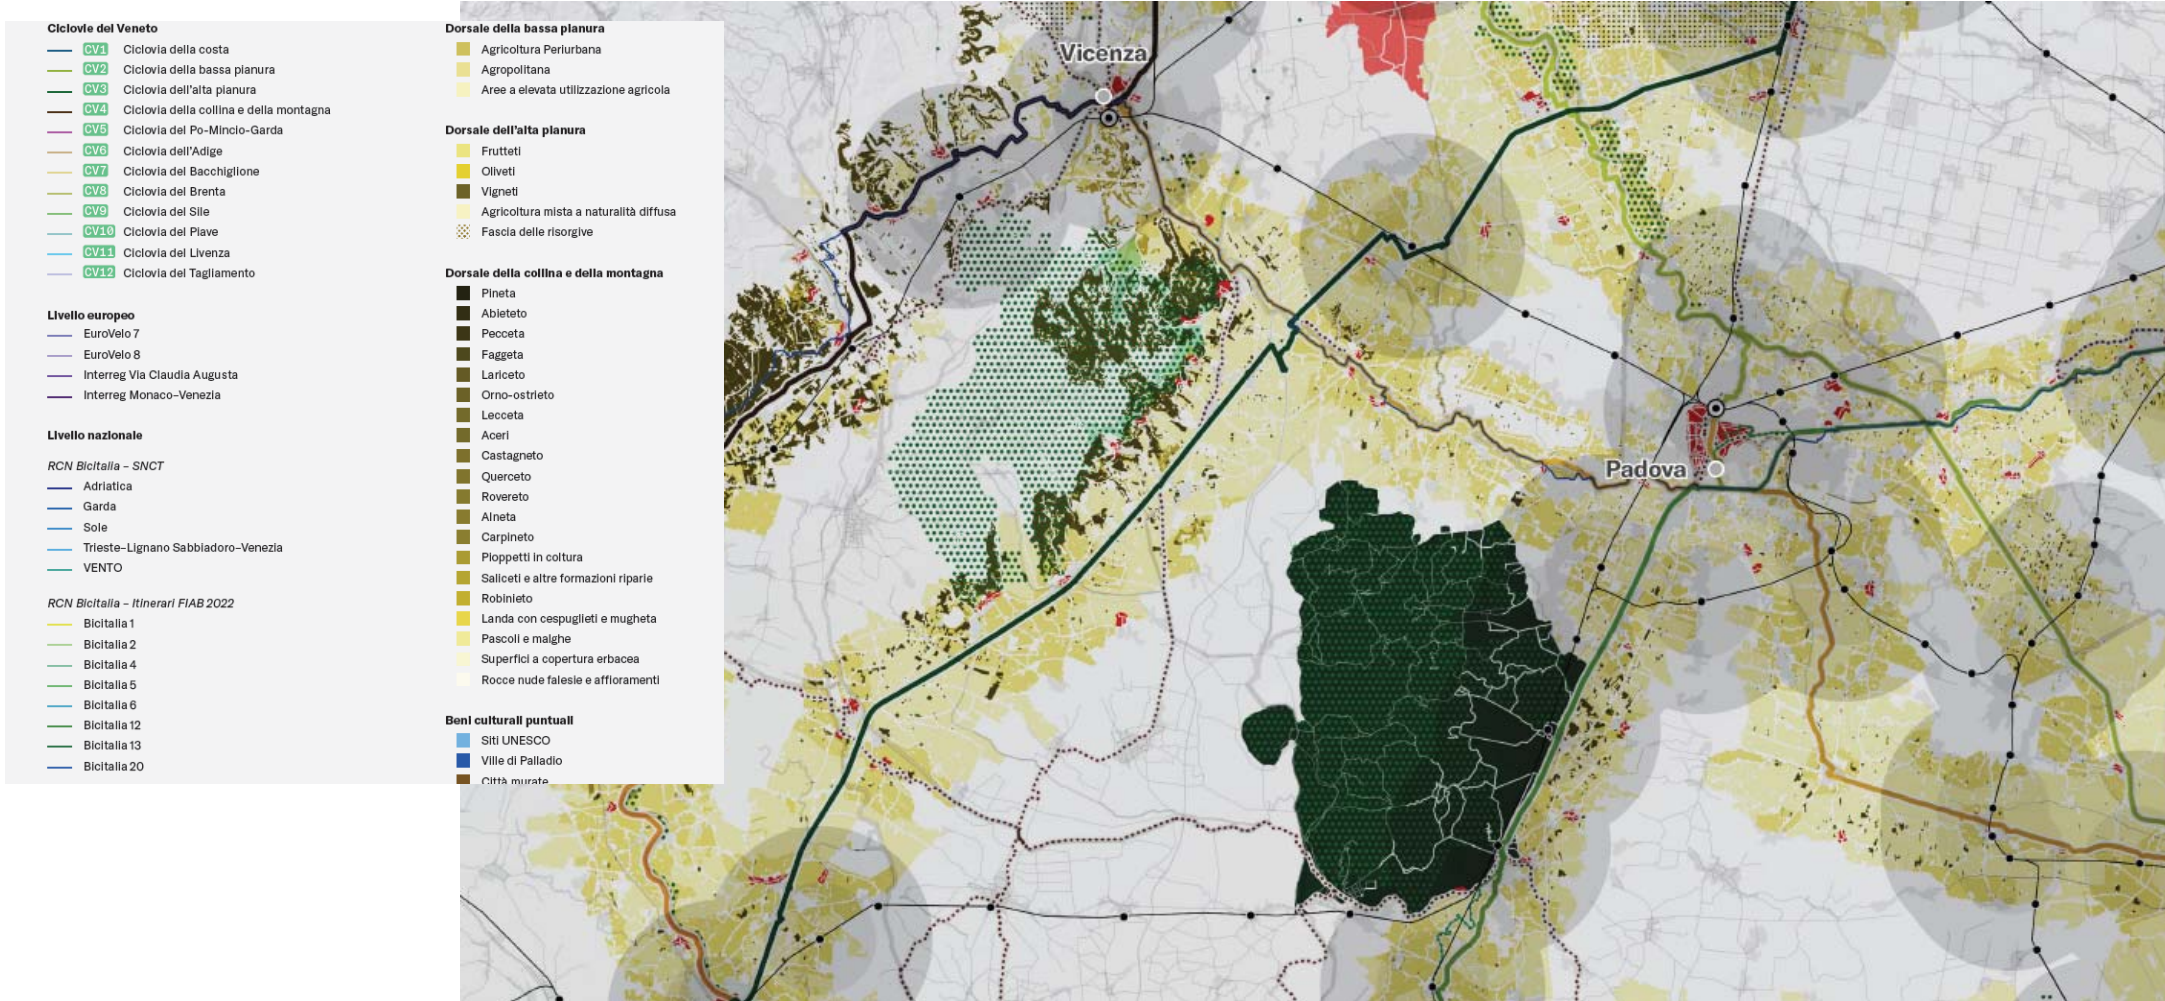 Ciclovie del Veneto
CV1 Ciclovia della costa
CV2 Ciclovia della bassa pianura
CV3 Ciclovia dell'alta pianura
CV4 Ciclovia della collina e della montagna
CV5 Ciclovia del Po-Mincio-Garda
CV6 Ciclovia dell'Adige
CV7 Ciclovia del Bacchiglione
CV8 Ciclovia del Brenta
CV9 Ciclovia del Sile
CV10 Ciclovia del Piave
CV11 Ciclovia del Livenza
CV12 Ciclovia del Tagliamento
Livello europeo
EuroVelo 7
EuroVelo 8
Interreg Via Claudia Augusta
Interreg Monaco–Venezia
Livello nazionale
RCN Bicitalia – SNCT
Adriatica
Garda
Sole
Trieste–Lignano Sabbiadoro–Venezia
VENTO
RCN Bicitalia – Itinerari FIAB 2022
Bicitalia 1
Bicitalia 2
Bicitalia 4
Bicitalia 5
Bicitalia 6
Bicitalia 12
Bicitalia 13
Bicitalia 20
Dorsale della bassa pianura
Agricoltura Periurbana
Agropolitana
Aree a elevata utilizzazione agricola
Dorsale dell'alta pianura
Frutteti
Oliveti
Vigneti
Agricoltura mista a naturalità diffusa
Fascia delle risorgive
Dorsale della collina e della montagna
Pineta
Abieteto
Pecceta
Faggeta
Lariceto
Orno-ostrieto
Lecceta
Aceri
Castagneto
Querceto
Rovereto
Alneta
Carpineto
Pioppetti in coltura
Saliceti e altre formazioni riparie
Robinieto
Landa con cespuglieti e mugheta
Pascoli e malghe
Superfici a copertura erbacea
Rocce nude falesie e affioramenti
Beni culturali puntuali
Siti UNESCO
Ville di Palladio
Città murate
Vicenza
Padova